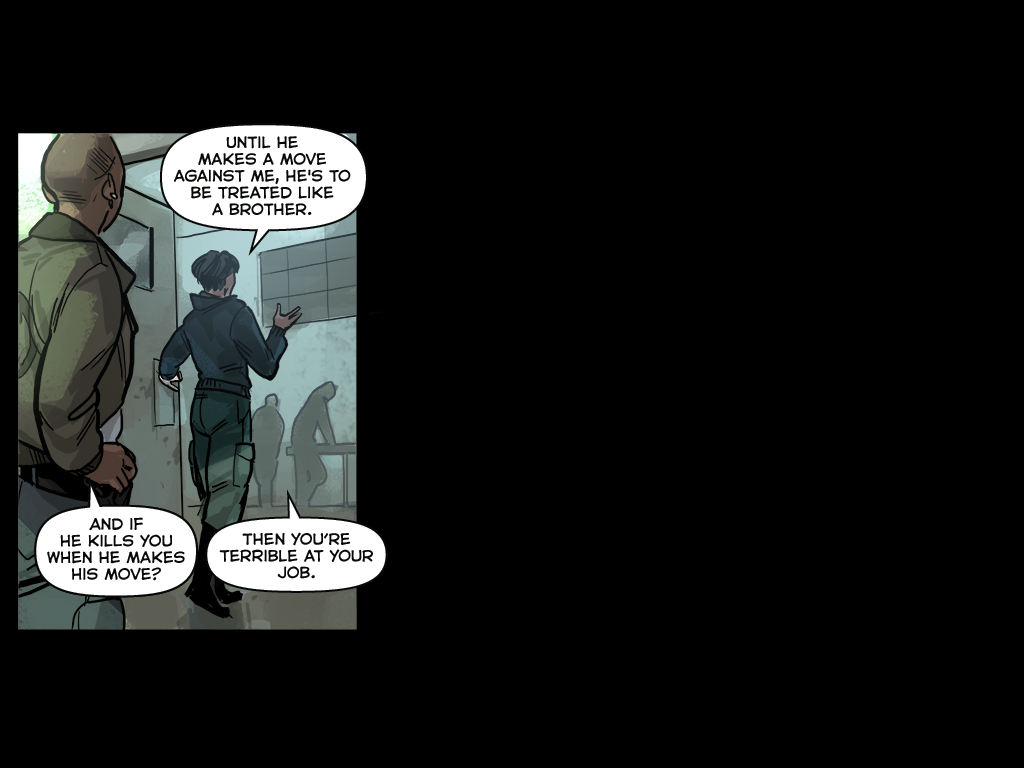 UNTIL HE
MAKES A MOVE
AGAINST ME, HE'S TO
BE TREATED LIKE
A BROTHER.
AND IF
HE KILLS YOU
WHEN HE MAKES
HIS MOVE?
THEN YOU'RE
TERRIBLE AT YOUR
JOB.